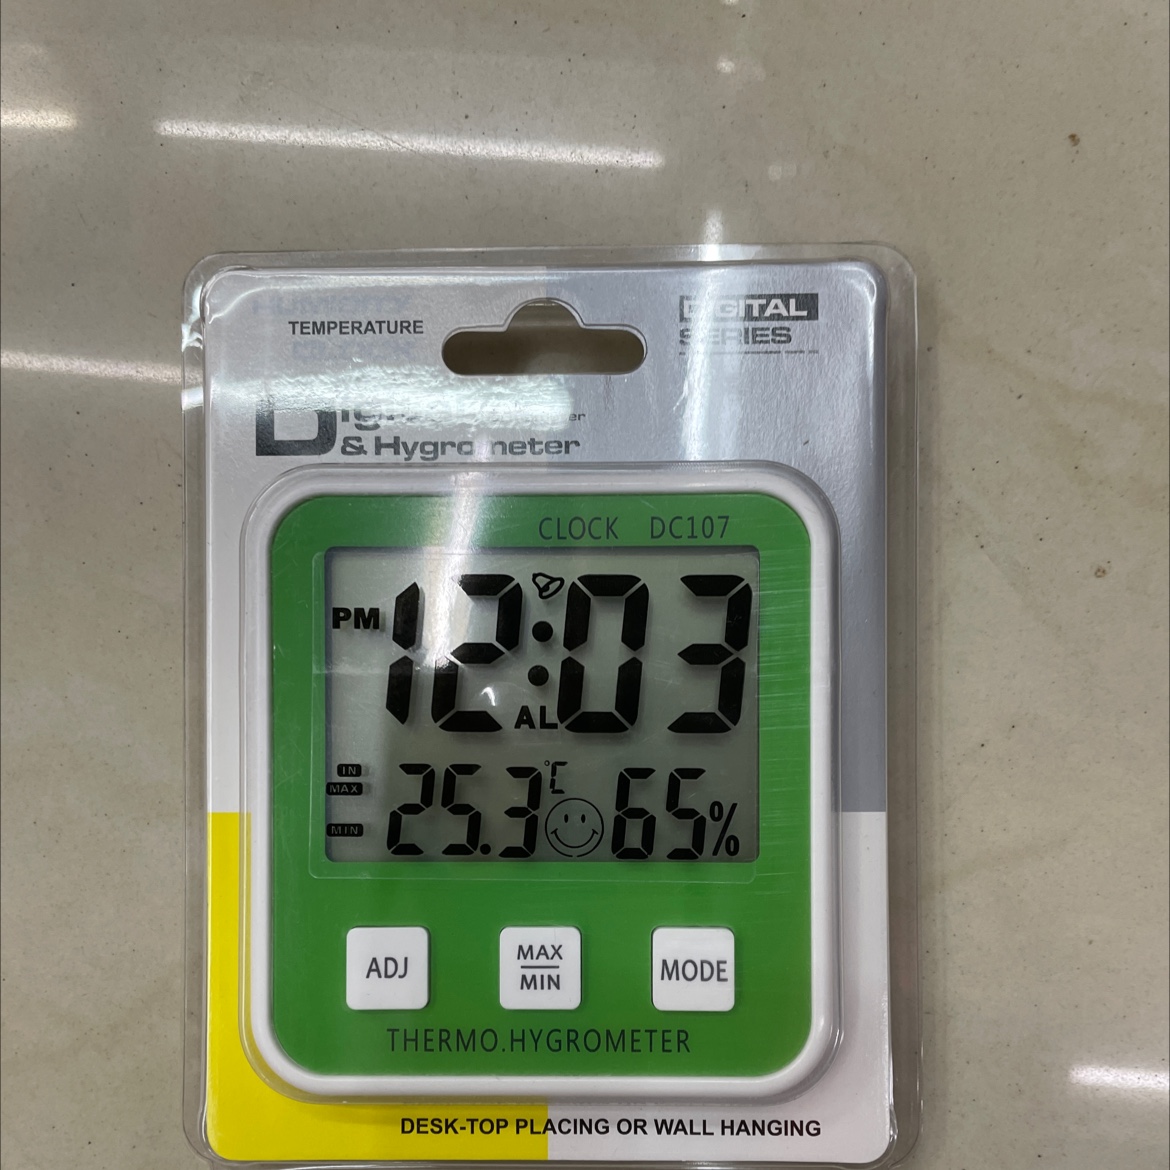 TEMPERATURE
DIGITAL
SERIES
& Hygrometer
CLOCK DC107
PM 12:03
AL
IN
MAX
MIN
25.3 °C 65%
ADJ
MAX
MIN
MODE
THERMO.HYGROMETER
DESK-TOP PLACING OR WALL HANGING